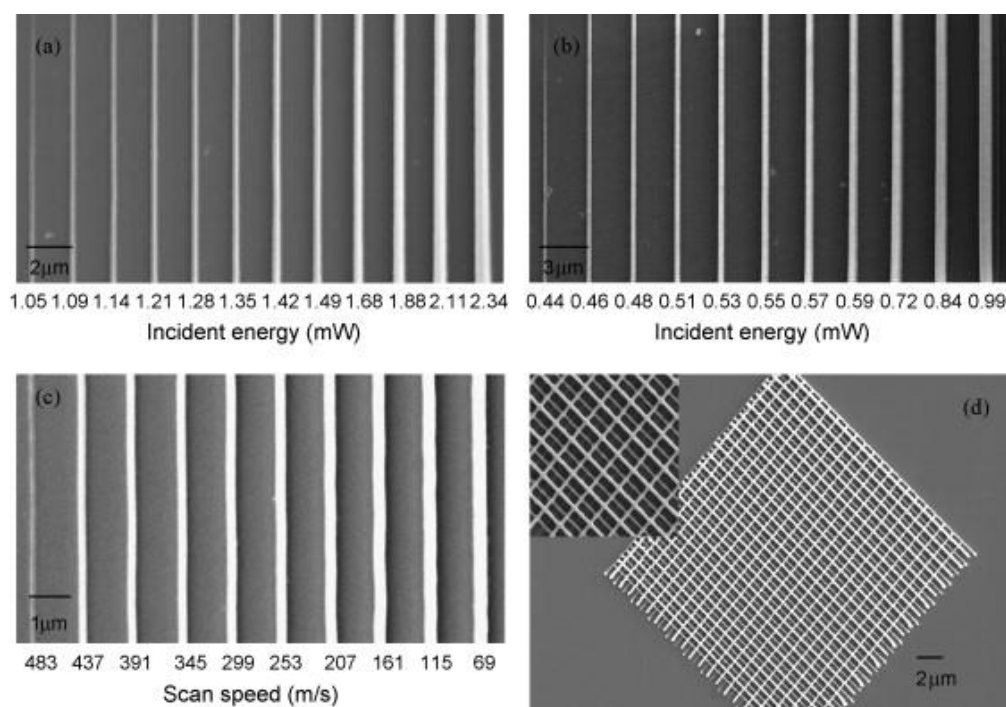 (a)
2μm
1.05 1.09 1.14 1.21 1.28 1.35 1.42 1.49 1.68 1.88 2.11 2.34
Incident energy (mW)
(b)
3μm
0.44 0.46 0.48 0.51 0.53 0.55 0.57 0.59 0.72 0.84 0.99
Incident energy (mW)
(c)
1μm
483 437 391 345 299 253 207 161 115 69
Scan speed (m/s)
(d)
2μm